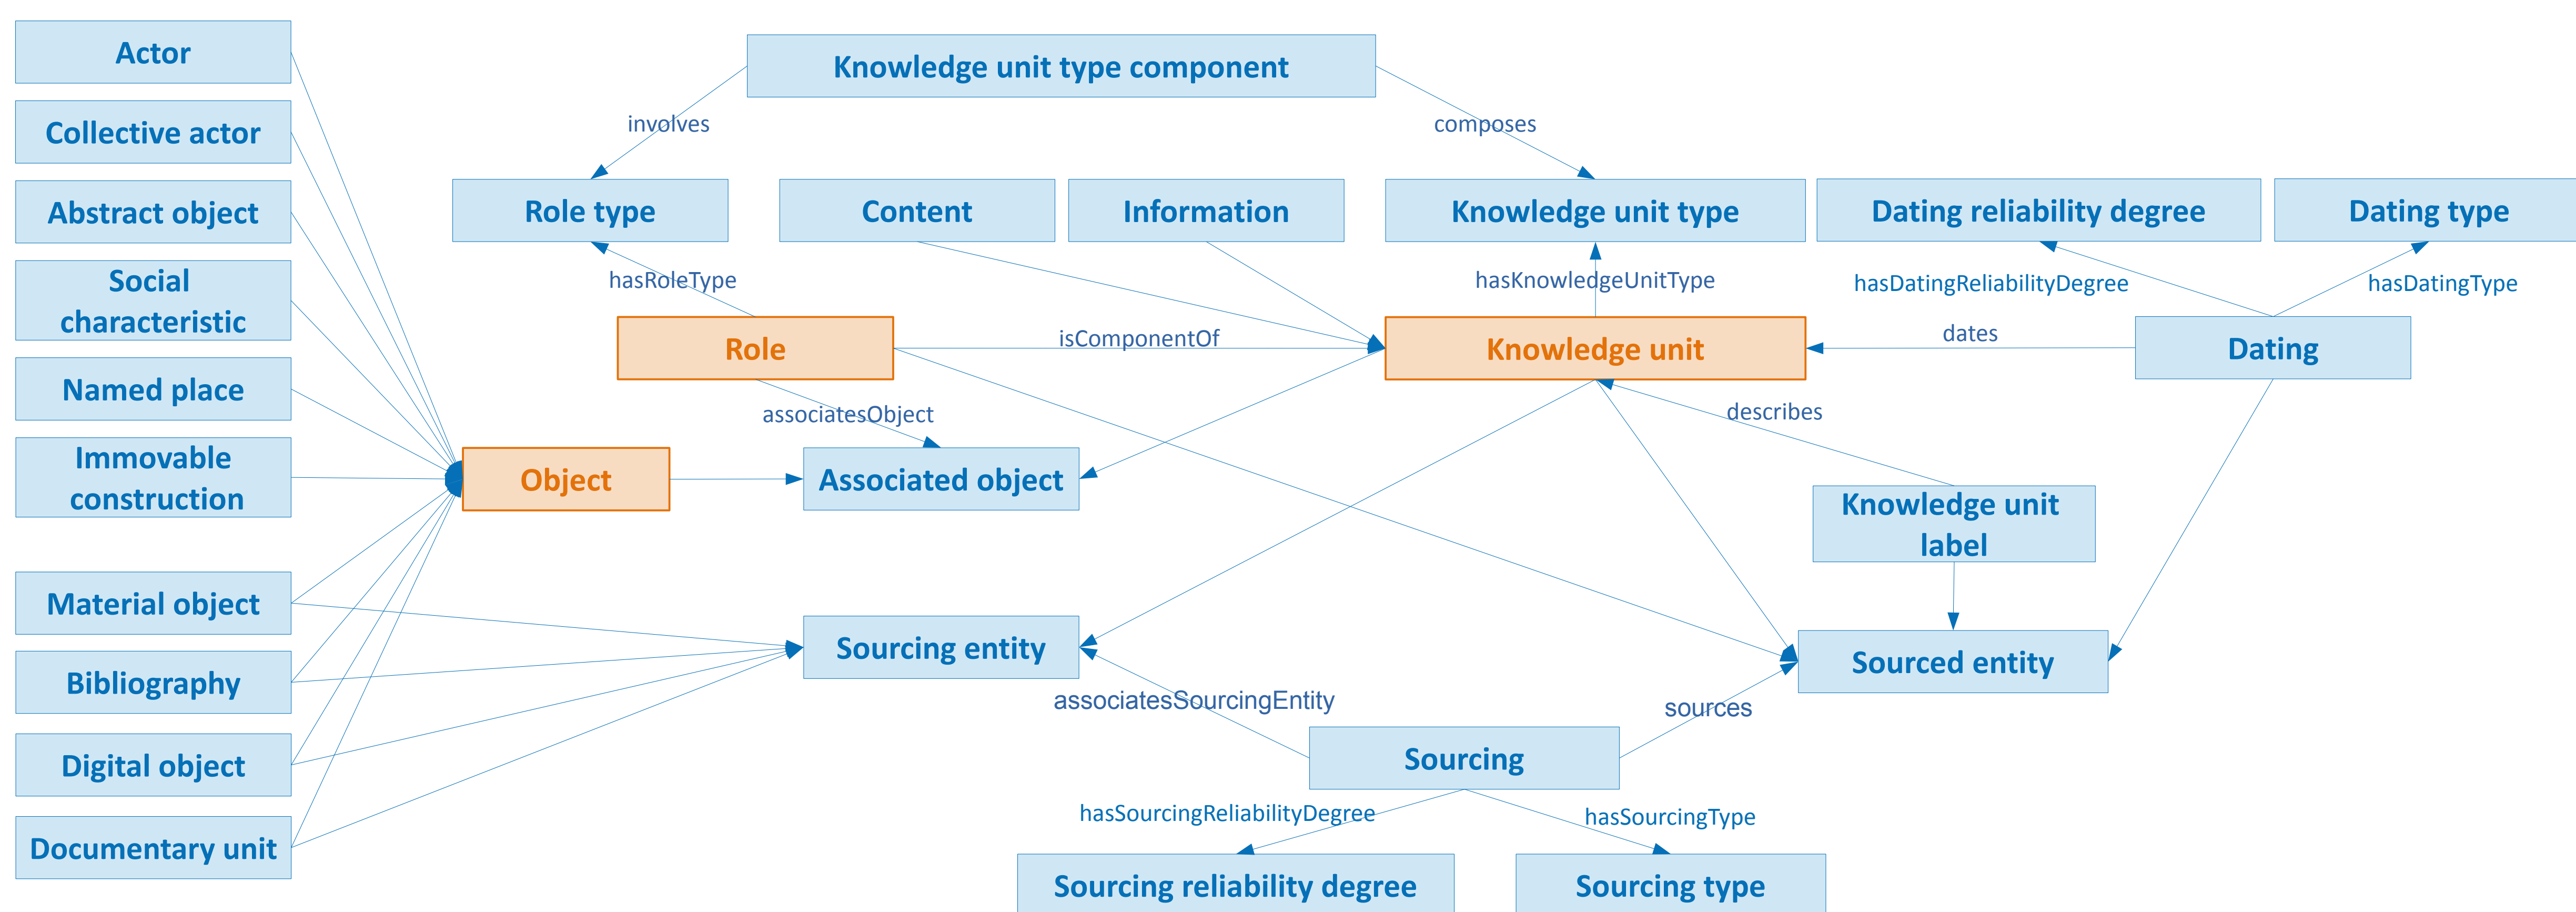 Actor
Knowledge unit type component
Collective actor
involves
composes
Abstract object
Role type
Content
Information
Knowledge unit type
Dating reliability degree
Dating type
Social
characteristic
hasRoleType
hasKnowledgeUnitType
hasDatingReliabilityDegree
hasDatingType
Named place
Role
isComponentOf
Knowledge unit
dates
Dating
associatesObject
describes
Immovable
construction
Object
Associated object
Knowledge unit
label
Material object
Sourcing entity
Sourced entity
Bibliography
associatesSourcingEntity
sources
Digital object
Sourcing
hasSourcingReliabilityDegree
hasSourcingType
Documentary unit
Sourcing reliability degree
Sourcing type